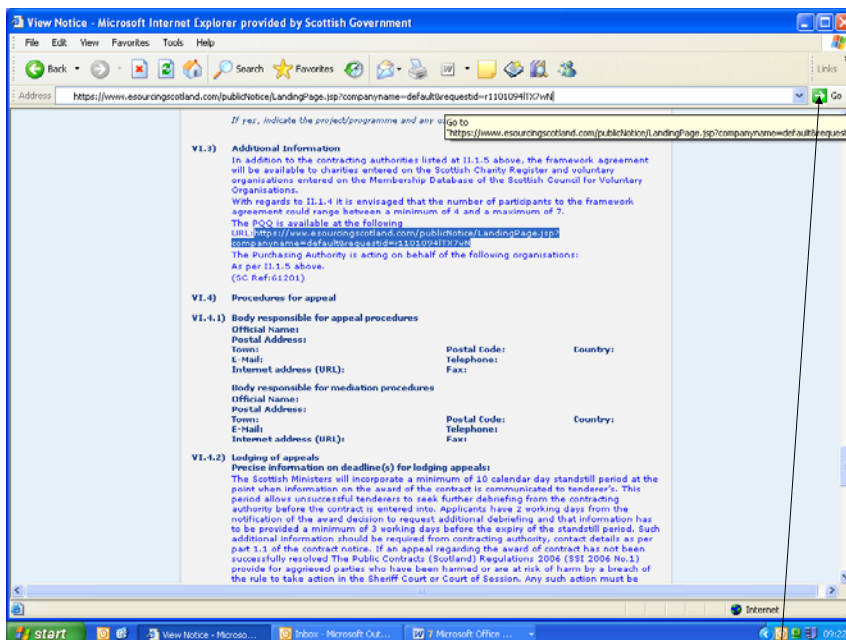 View Notice - Microsoft Internet Explorer provided by Scottish Government
File Edit View Favorites Tools Help
Back Search Favorites Links
Address https://www.esourcingscotland.com/publicNotice/LandingPage.jsp?companyname=default&requestid=r1101094lTX7wN Go
If yes, indicate the project/programme and any
Go to
"https://www.esourcingscotland.com/publicNotice/LandingPage.jsp?companyname=default&request
VI.3) Additional Information
In addition to the contracting authorities listed at II.1.5 above, the framework agreement
will be available to charities entered on the Scottish Charity Register and voluntary
organisations entered on the Membership Database of the Scottish Council for Voluntary
Organisations.
With regards to II.1.4 it is envisaged that the number of participants to the framework
agreement could range between a minimum of 4 and a maximum of 7.
The PQQ is available at the following
URL:https://www.esourcingscotland.com/publicNotice/LandingPage.jsp?
companyname=default&requestid=r1101094lTX7wN
The Purchasing Authority is acting on behalf of the following organisations:
As per II.1.5 above.
(SC Ref:61201)
VI.4) Procedures for appeal
VI.4.1) Body responsible for appeal procedures
Official Name:
Postal Address:
Town: Postal Code: Country:
E-Mail: Telephone:
Internet address (URL): Fax:
Body responsible for mediation procedures
Official Name:
Postal Address:
Town: Postal Code: Country:
E-Mail: Telephone:
Internet address (URL): Fax:
VI.4.2) Lodging of appeals
Precise information on deadline(s) for lodging appeals:
The Scottish Ministers will incorporate a minimum of 10 calendar day standstill period at the
point when information on the award of the contract is communicated to tenderer's. This
period allows unsuccessful tenderers to seek further debriefing from the contracting
authority before the contract is entered into. Applicants have 2 working days from the
notification of the award decision to request additional debriefing and that information has
to be provided a minimum of 3 working days before the expiry of the standstill period. Such
additional information should be required from contracting authority, contact details as per
part 1.1 of the contract notice. If an appeal regarding the award of contract has not been
successfully resolved The Public Contracts (Scotland) Regulations 2006 (SSI 2006 No.1)
provide for aggrieved parties who have been harmed or are at risk of harm by a breach of
the rule to take action in the Sheriff Court or Court of Session. Any such action must be
Internet
start View Notice - Microso... Inbox - Microsoft Out... 7 Microsoft Office ... 09:22